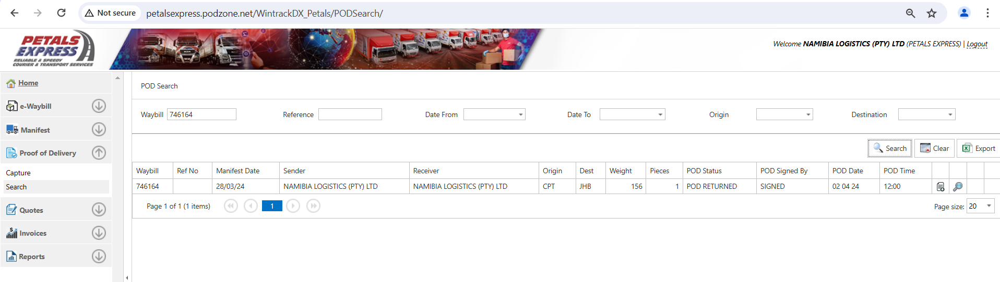 Not secure petalsexpress.podzone.net/WintrackDX_Petals/PODSearch/
PETALS
EXPRESS
RELIABLE & SPEEDY
COURIER & TRANSPORT SERVICES
Welcome NAMIBIA LOGISTICS (PTY) LTD (PETALS EXPRESS) | Logout
Home
e-Waybill
Manifest
Proof of Delivery
Capture
Search
Quotes
Invoices
Reports
POD Search
Waybill 746164 Reference Date From Date To Origin Destination
Search Clear Export
Waybill Ref No Manifest Date Sender Receiver Origin Dest Weight Pieces POD Status POD Signed By POD Date POD Time
746164 28/03/24 NAMIBIA LOGISTICS (PTY) LTD NAMIBIA LOGISTICS (PTY) LTD CPT JHB 156 1 POD RETURNED SIGNED 02 04 24 12:00
Page 1 of 1 (1 items) 1 Page size: 20